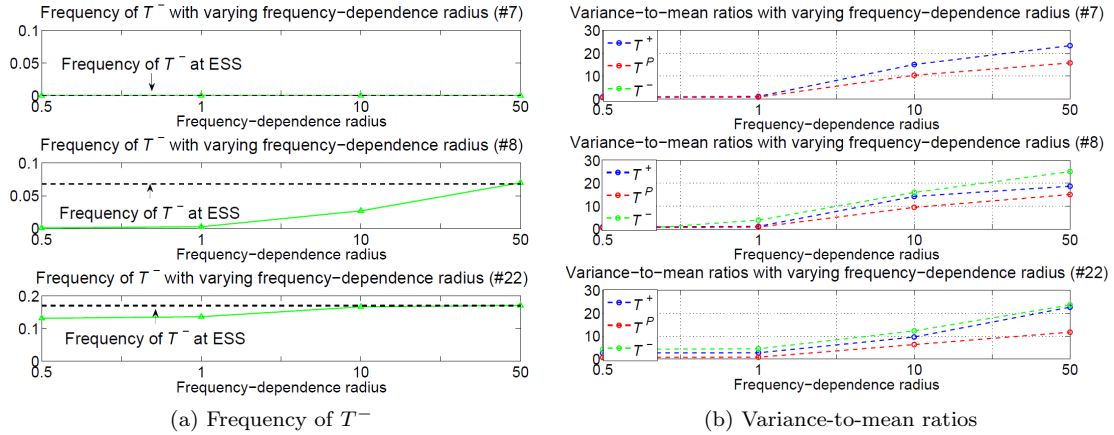 Frequency of T⁻ with varying frequency−dependence radius (#7)
0.1
0.05
0
Frequency of T⁻ at ESS
0.5 1 10 50
Frequency−dependence radius
Frequency of T⁻ with varying frequency−dependence radius (#8)
0.1
0.05
0
Frequency of T⁻ at ESS
0.5 1 10 50
Frequency−dependence radius
Frequency of T⁻ with varying frequency−dependence radius (#22)
0.2
0.1
0
Frequency of T⁻ at ESS
0.5 1 10 50
Frequency−dependence radius
(a) Frequency of T⁻
Variance−to−mean ratios with varying frequency−dependence radius (#7)
30
20
10
0
T⁺
Tᴾ
T⁻
0.5 1 10 50
Frequency−dependence radius
Variance−to−mean ratios with varying frequency−dependence radius (#8)
30
20
10
0
T⁺
Tᴾ
T⁻
0.5 1 10 50
Frequency−dependence radius
Variance−to−mean ratios with varying frequency−dependence radius (#22)
30
20
10
0
T⁺
Tᴾ
T⁻
0.5 1 10 50
Frequency−dependence radius
(b) Variance-to-mean ratios